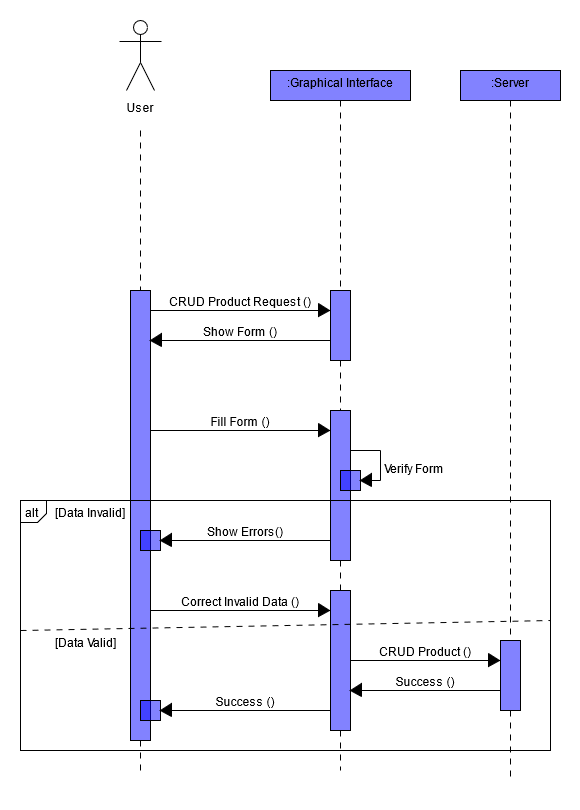 :Graphical Interface
:Server
User
CRUD Product Request ()
Show Form ()
Fill Form ()
Verify Form
alt
[Data Invalid]
Show Errors()
Correct Invalid Data ()
[Data Valid]
CRUD Product ()
Success ()
Success ()